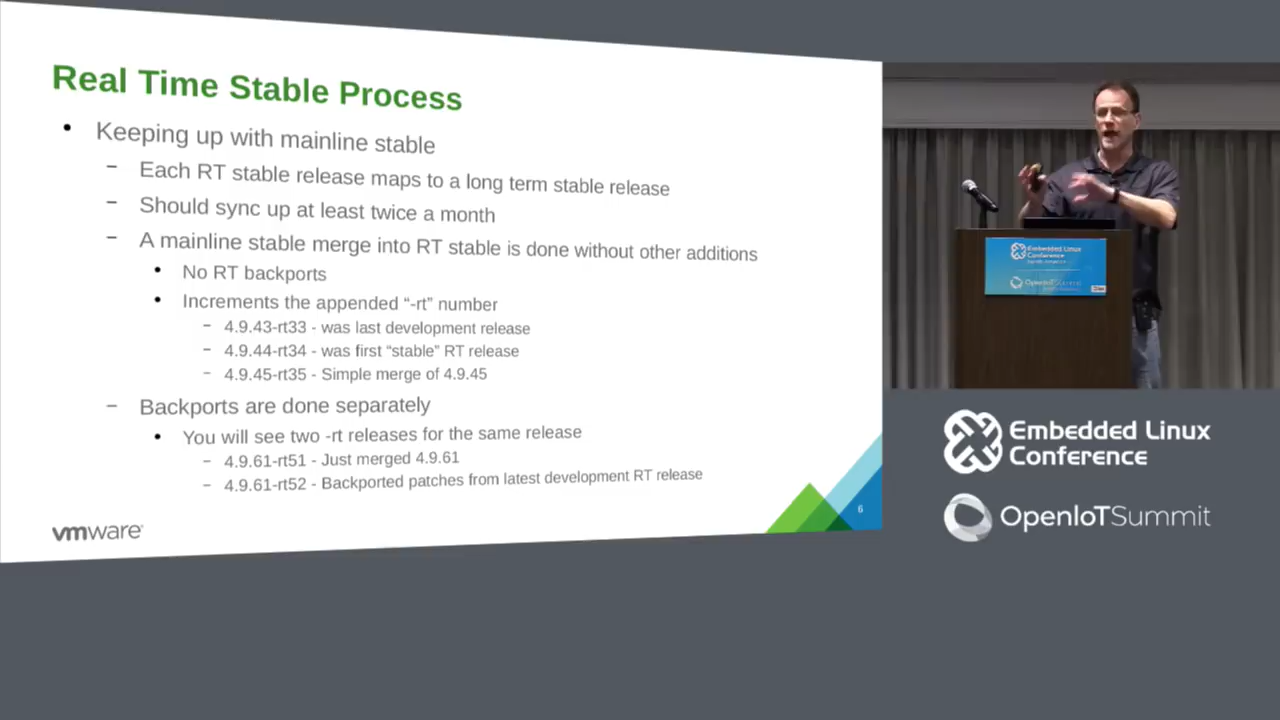 Real Time Stable Process
• Keeping up with mainline stable
– Each RT stable release maps to a long term stable release
– Should sync up at least twice a month
– A mainline stable merge into RT stable is done without other additions
• No RT backports
• Increments the appended “-rt” number
– 4.9.43-rt33 - was last development release
– 4.9.44-rt34 - was first “stable” RT release
– 4.9.45-rt35 - Simple merge of 4.9.45
– Backports are done separately
• You will see two -rt releases for the same release
– 4.9.61-rt51 - Just merged 4.9.61
– 4.9.61-rt52 - Backported patches from latest development RT release
6
vmware
Embedded Linux
Conference
OpenIoTSummit
Embedded Linux
Conference
OpenIoTSummit